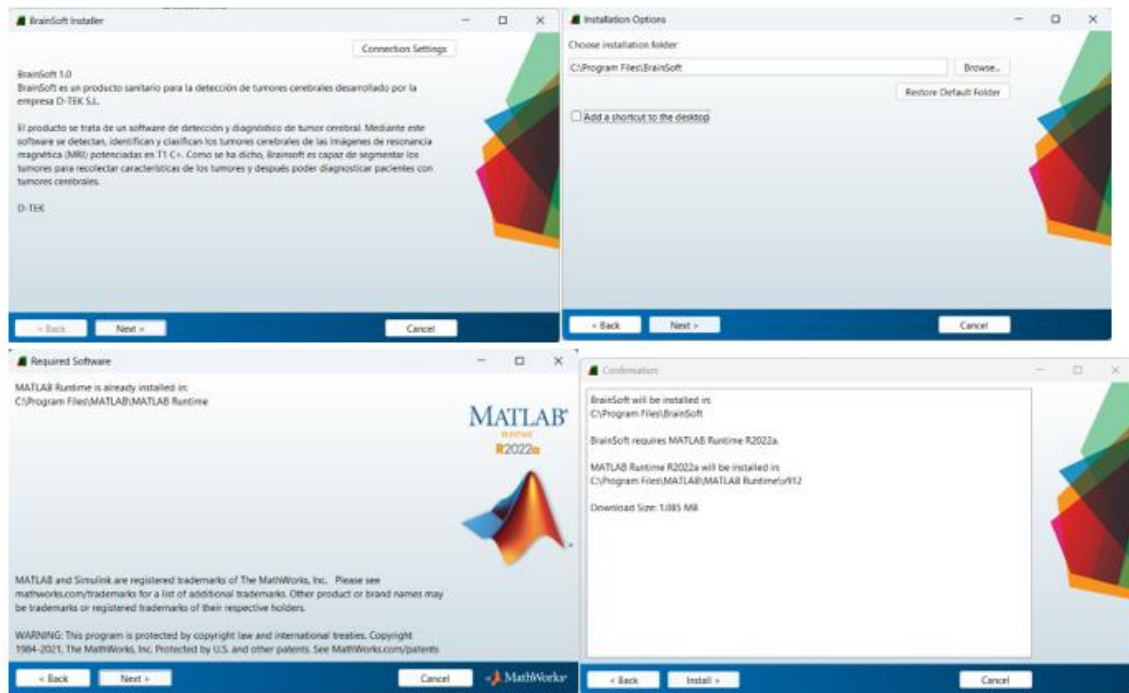 BrainSoft Installer
Connection Settings
BrainSoft 1.0
BrainSoft es un producto sanitario para la detección de tumores cerebrales desarrollado por la
empresa D-TEK S.L.
El producto se trata de un software de detección y diagnóstico de tumor cerebral. Mediante este
software se detectan, identifican y clasifican los tumores cerebrales de las imágenes de resonancia
magnética (MRI) potenciadas en T1 C+. Como se ha dicho, Brainsoft es capaz de segmentar los
tumores para recolectar características de los tumores y después poder diagnosticar pacientes con
tumores cerebrales.
D-TEK
< Back
Next >
Cancel
Installation Options
Choose installation folder:
C:\Program Files\BrainSoft
Browse...
Restore Default Folder
Add a shortcut to the desktop
< Back
Next >
Cancel
Required Software
MATLAB Runtime is already installed in:
C:\Program Files\MATLAB\MATLAB Runtime
MATLAB®
RUNTIME
R2022a
MATLAB and Simulink are registered trademarks of The MathWorks, Inc. Please see
mathworks.com/trademarks for a list of additional trademarks. Other product or brand names may
be trademarks or registered trademarks of their respective holders.
WARNING: This program is protected by copyright law and international treaties. Copyright
1984-2021, The MathWorks, Inc. Protected by U.S. and other patents. See MathWorks.com/patents
< Back
Next >
Cancel
MathWorks®
Confirmation
BrainSoft will be installed in:
C:\Program Files\BrainSoft
BrainSoft requires MATLAB Runtime R2022a.
MATLAB Runtime R2022a will be installed in:
C:\Program Files\MATLAB\MATLAB Runtime\v912
Download Size: 1.085 MB
< Back
Install >
Cancel